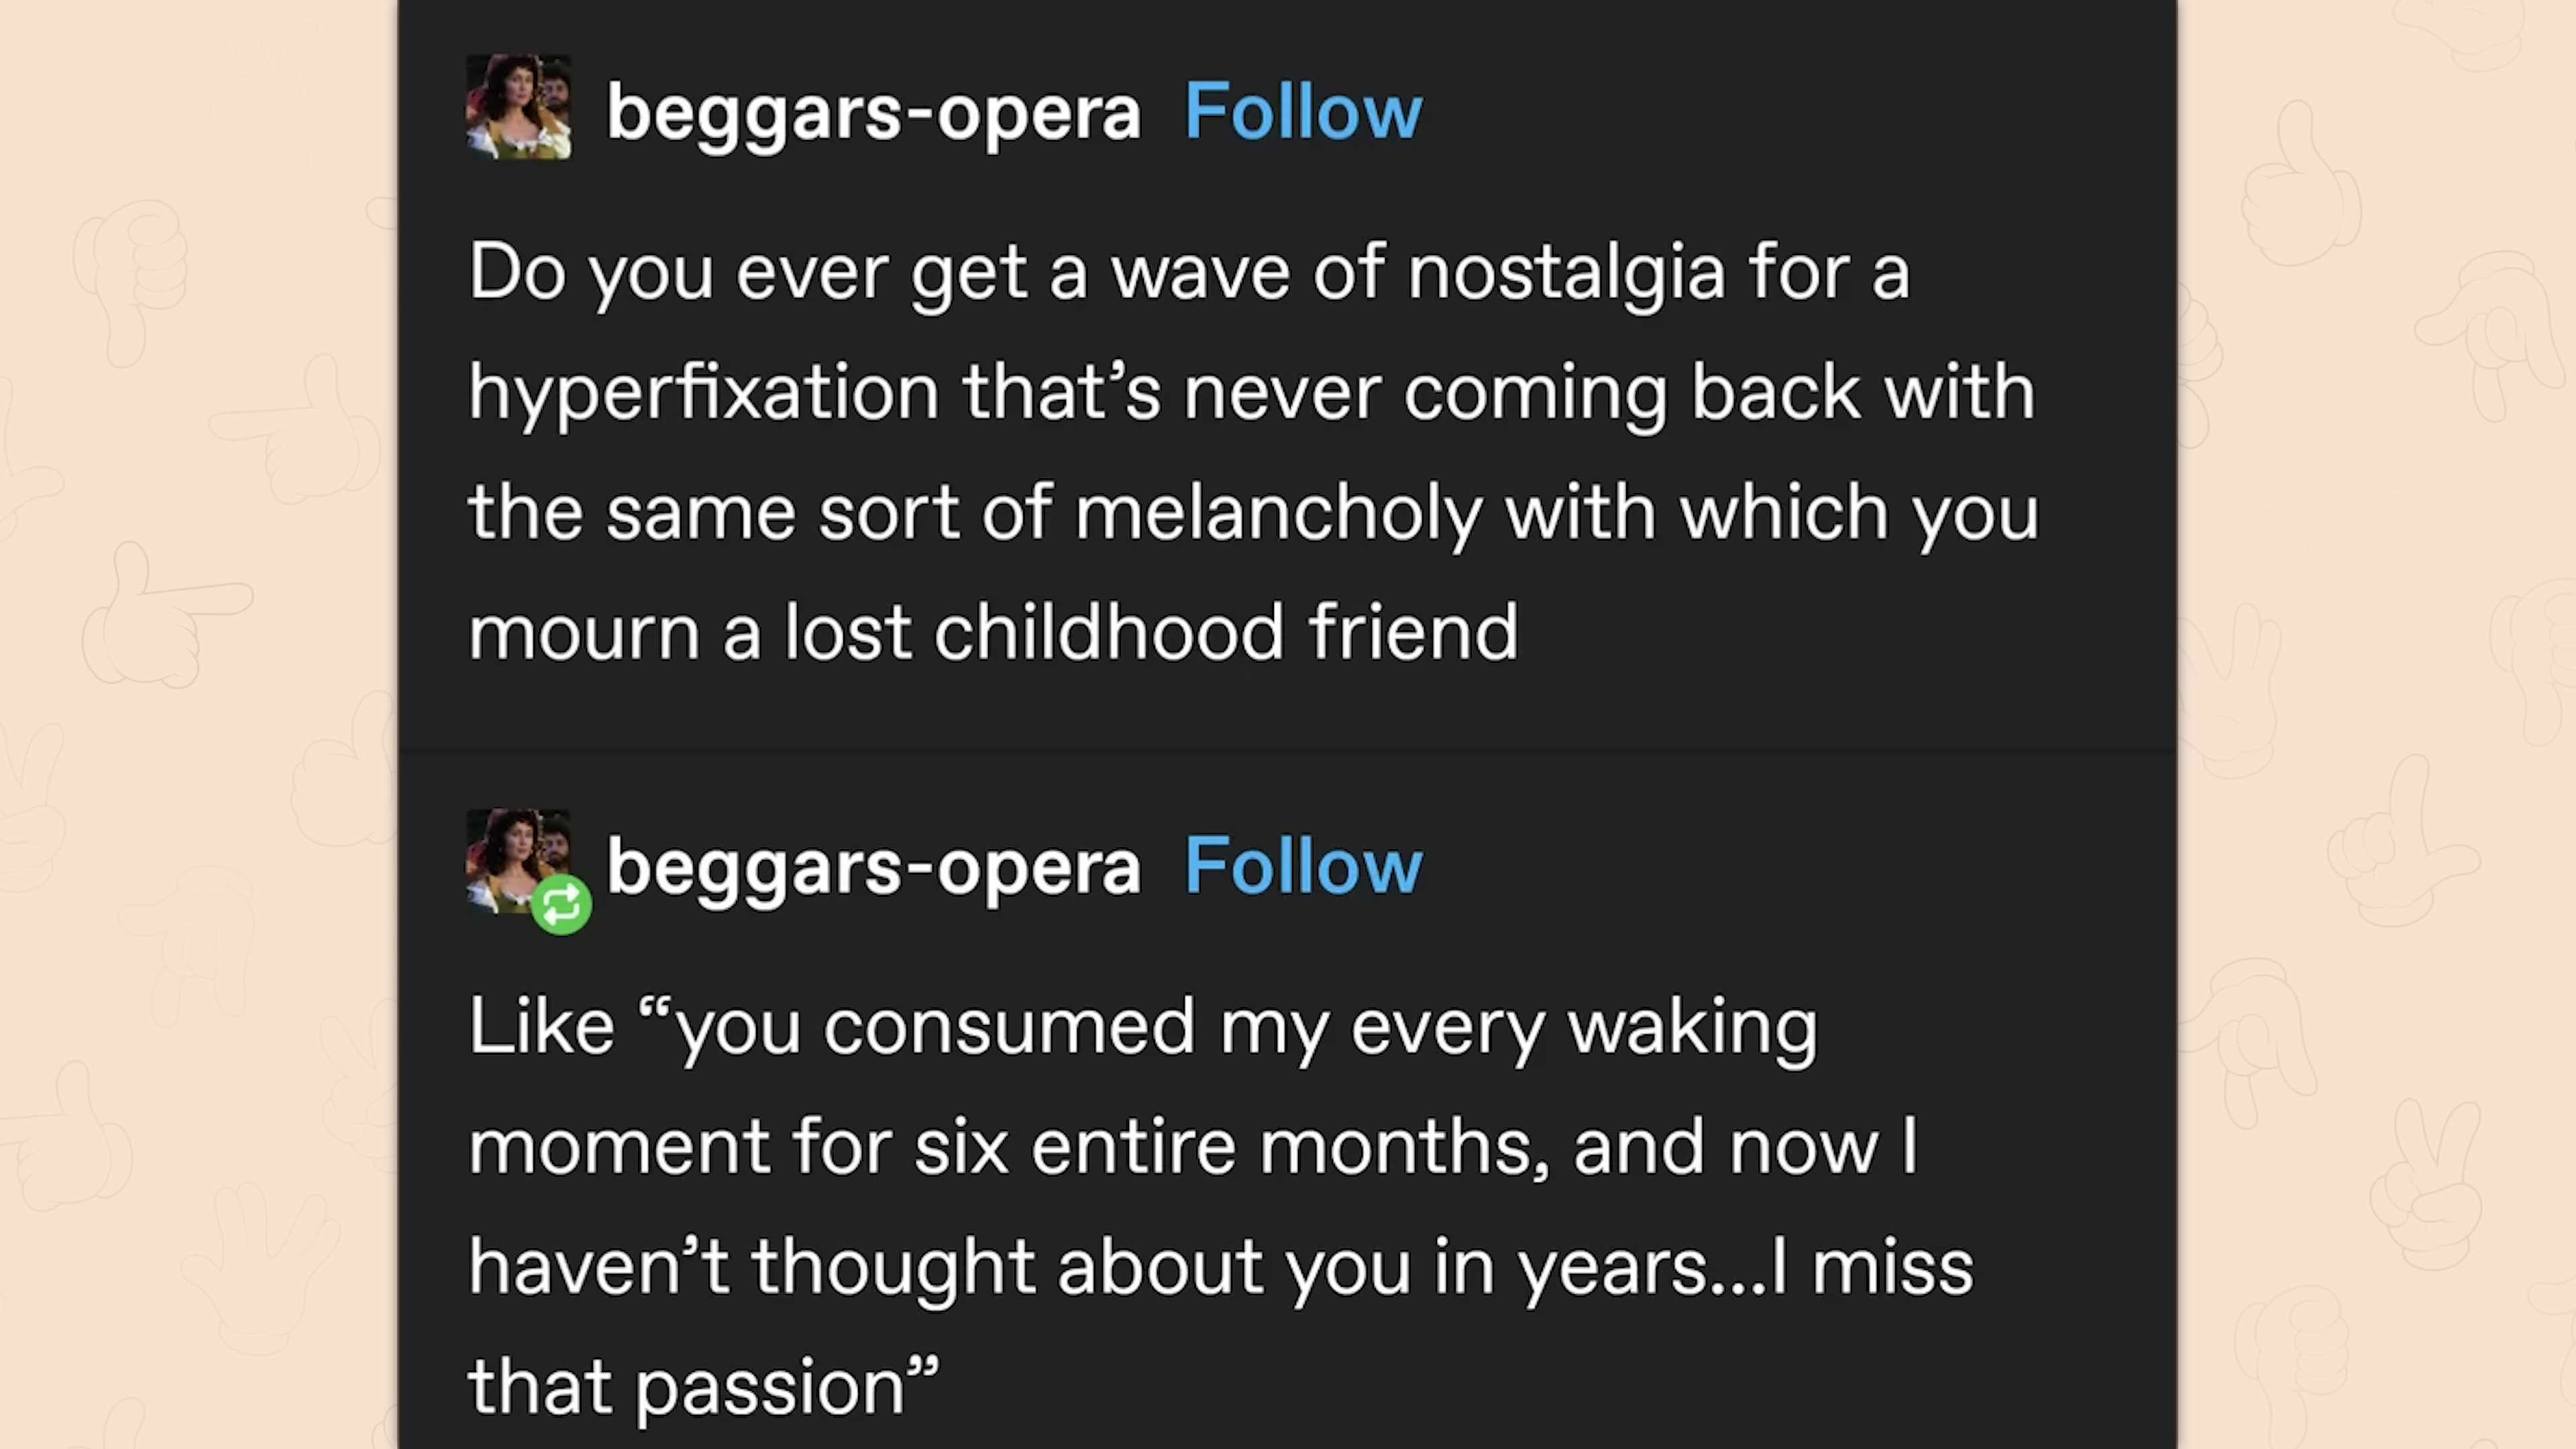 beggars-opera Follow
Do you ever get a wave of nostalgia for a
hyperfixation that’s never coming back with
the same sort of melancholy with which you
mourn a lost childhood friend
beggars-opera Follow
Like “you consumed my every waking
moment for six entire months, and now I
haven’t thought about you in years...I miss
that passion”